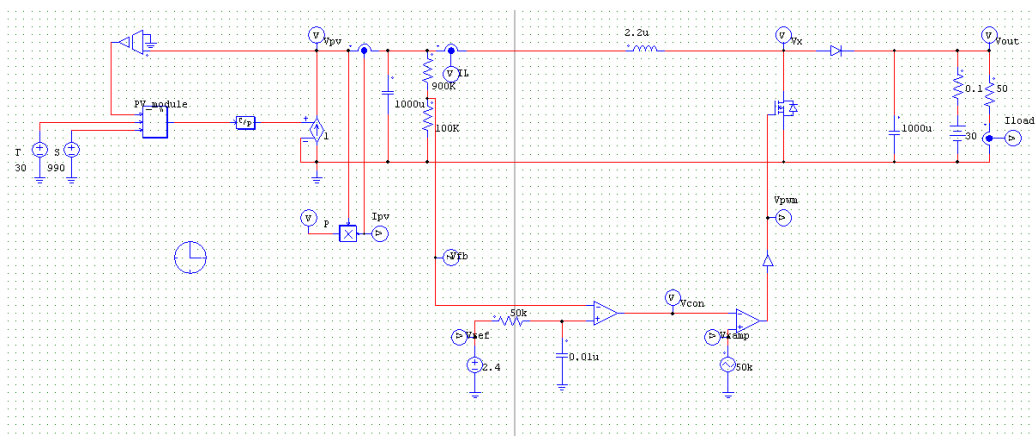 2.2u
Vpv
Vx
Vout
IL
900K
1000u
PV module
100K
0.1
50
1000u
30
Iload
1
T
S
30
990
c/p
P
Ipv
Vpwm
Vfb
Vcon
50k
Vref
Vramp
2.4
0.01u
50k